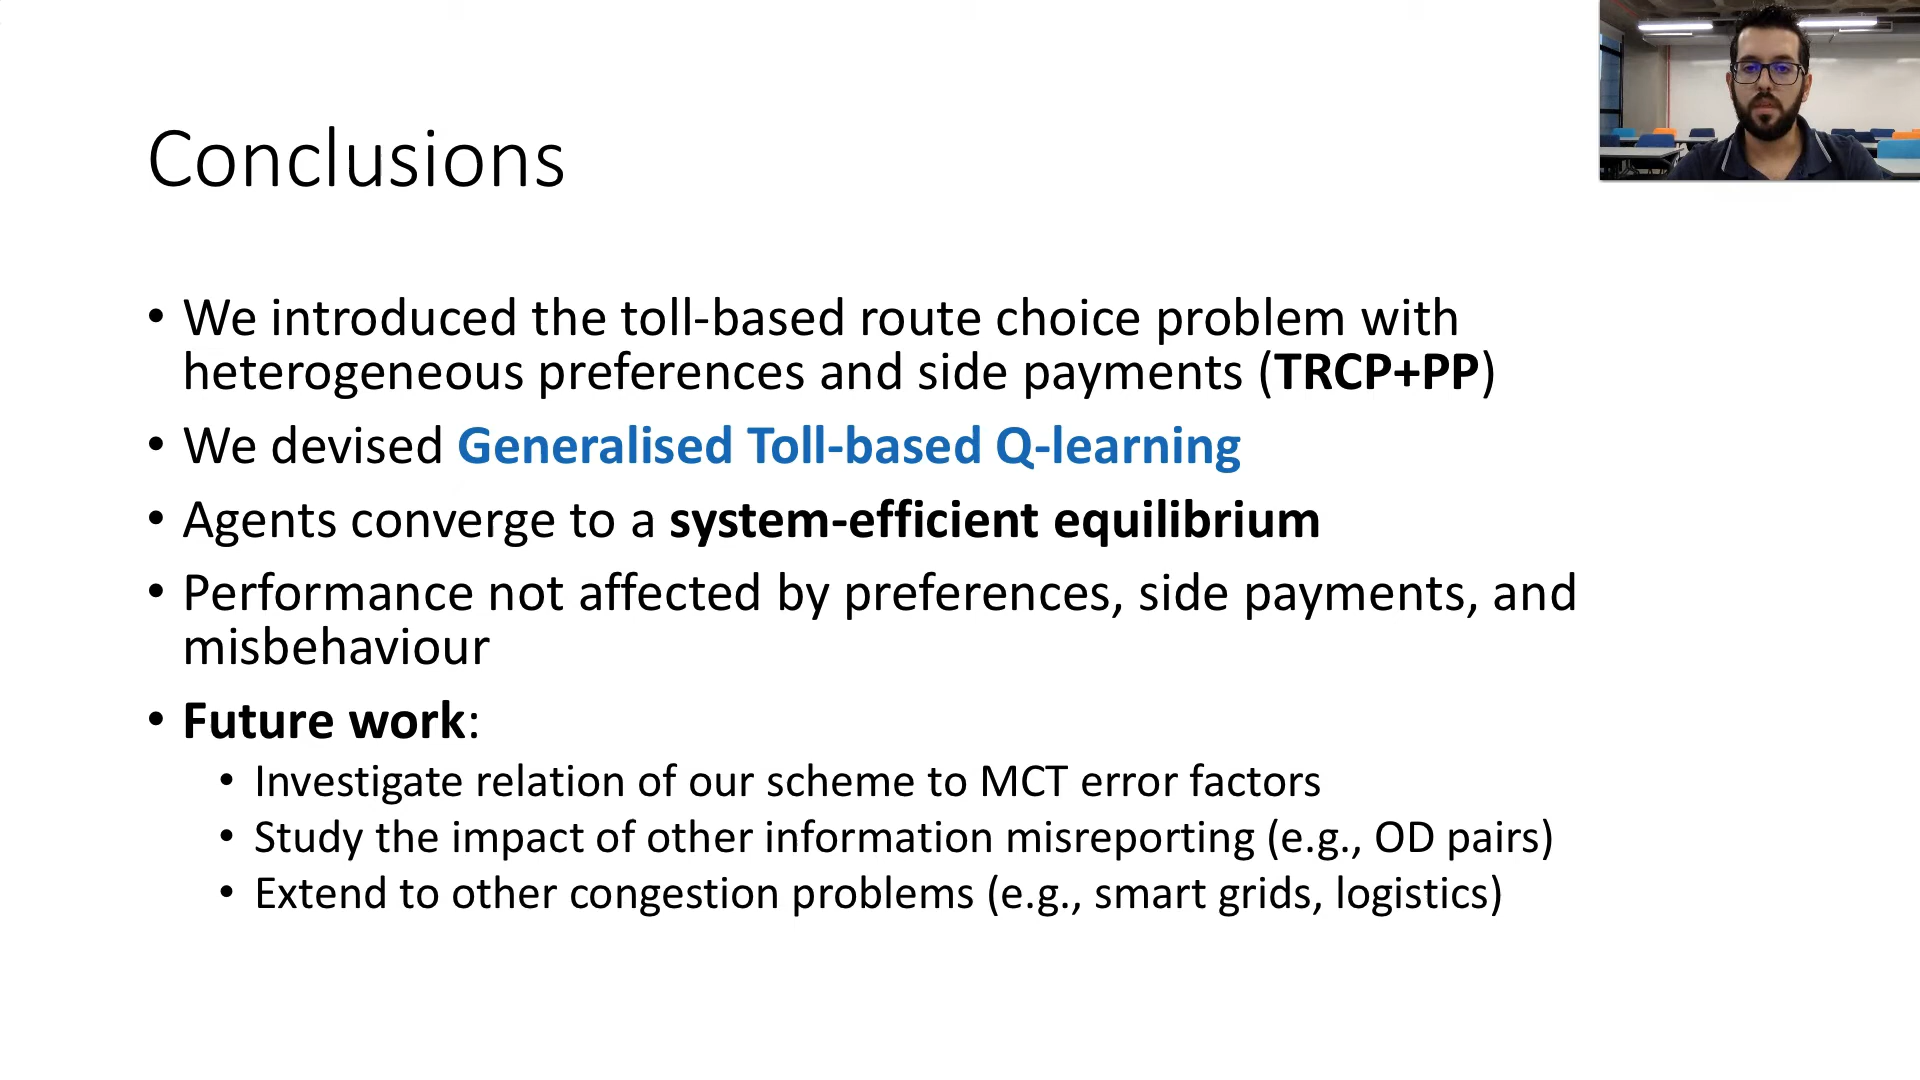 Conclusions
• We introduced the toll-based route choice problem with
heterogeneous preferences and side payments (TRCP+PP)
• We devised Generalised Toll-based Q-learning
• Agents converge to a system-efficient equilibrium
• Performance not affected by preferences, side payments, and
misbehaviour
• Future work:
• Investigate relation of our scheme to MCT error factors
• Study the impact of other information misreporting (e.g., OD pairs)
• Extend to other congestion problems (e.g., smart grids, logistics)